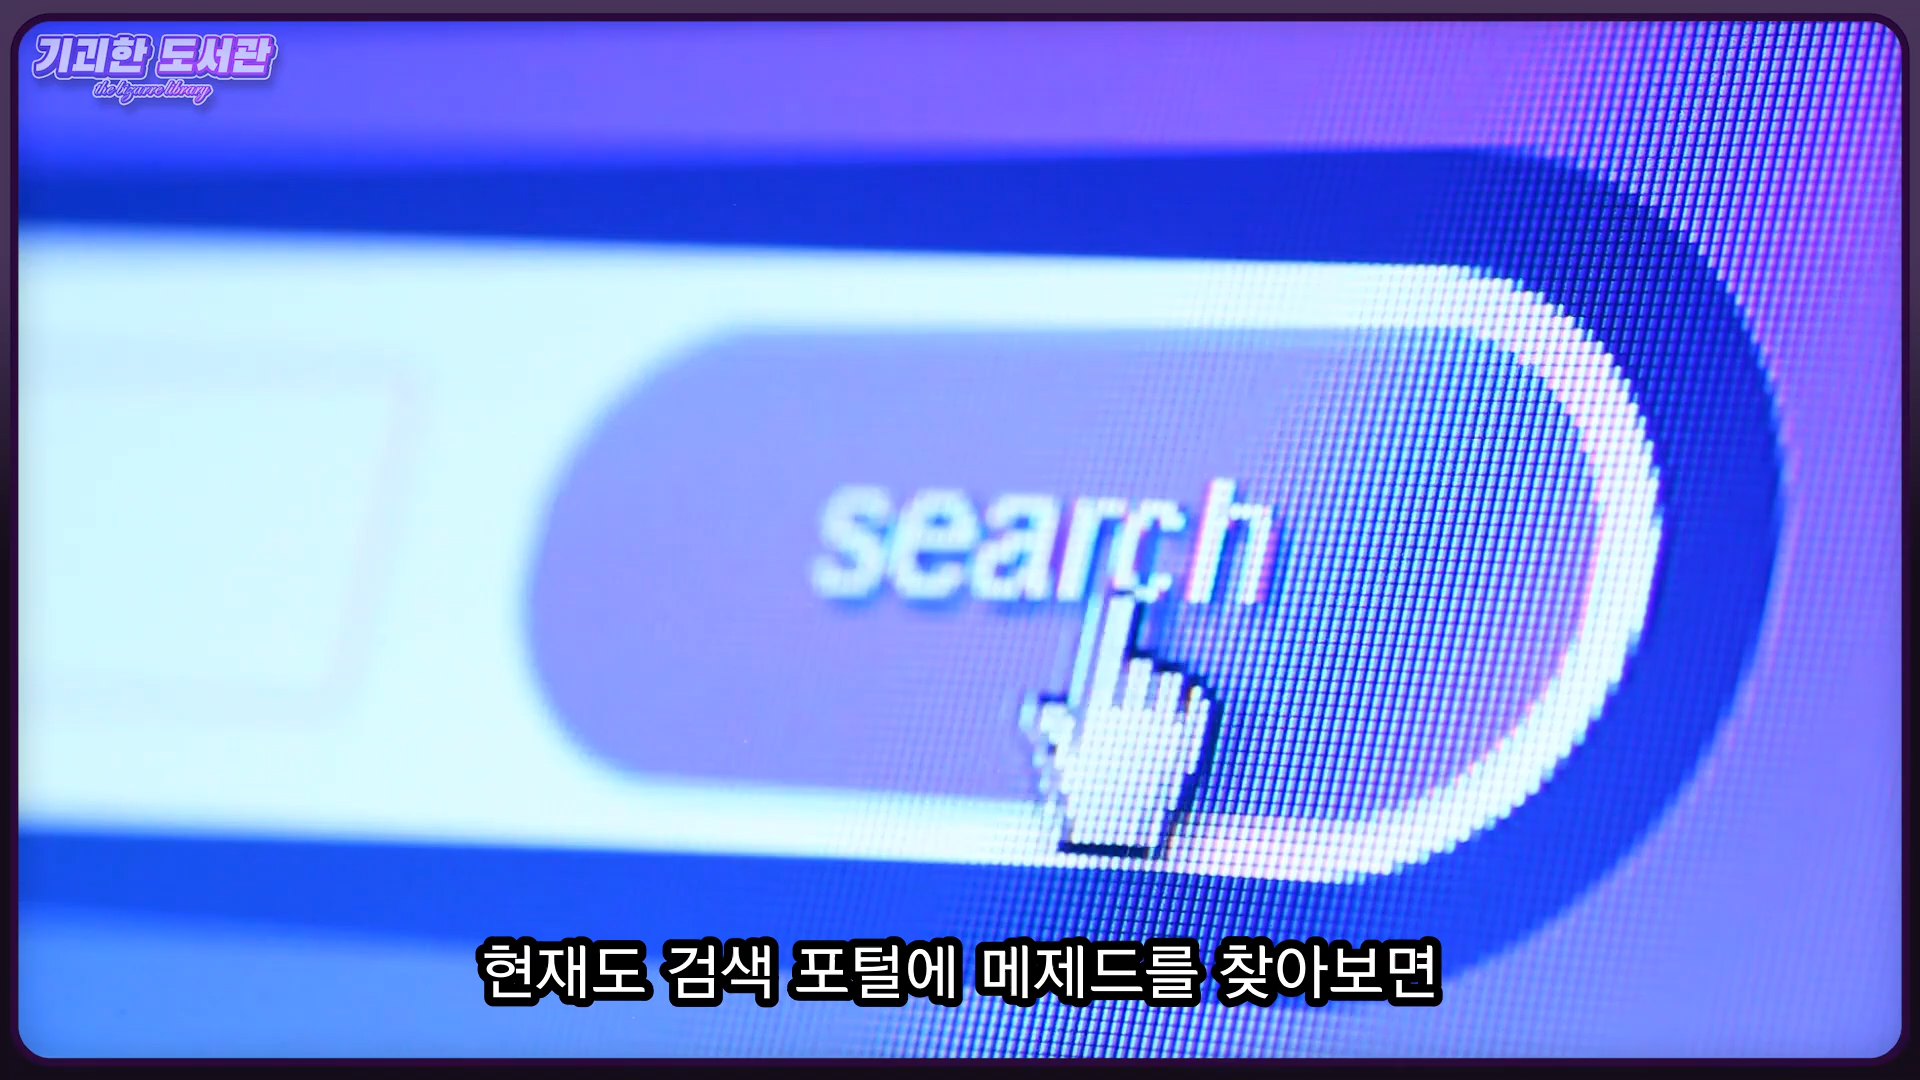 기괴한 도서관
the bizarre library
search
현재도 검색 포털에 메제드를 찾아보면